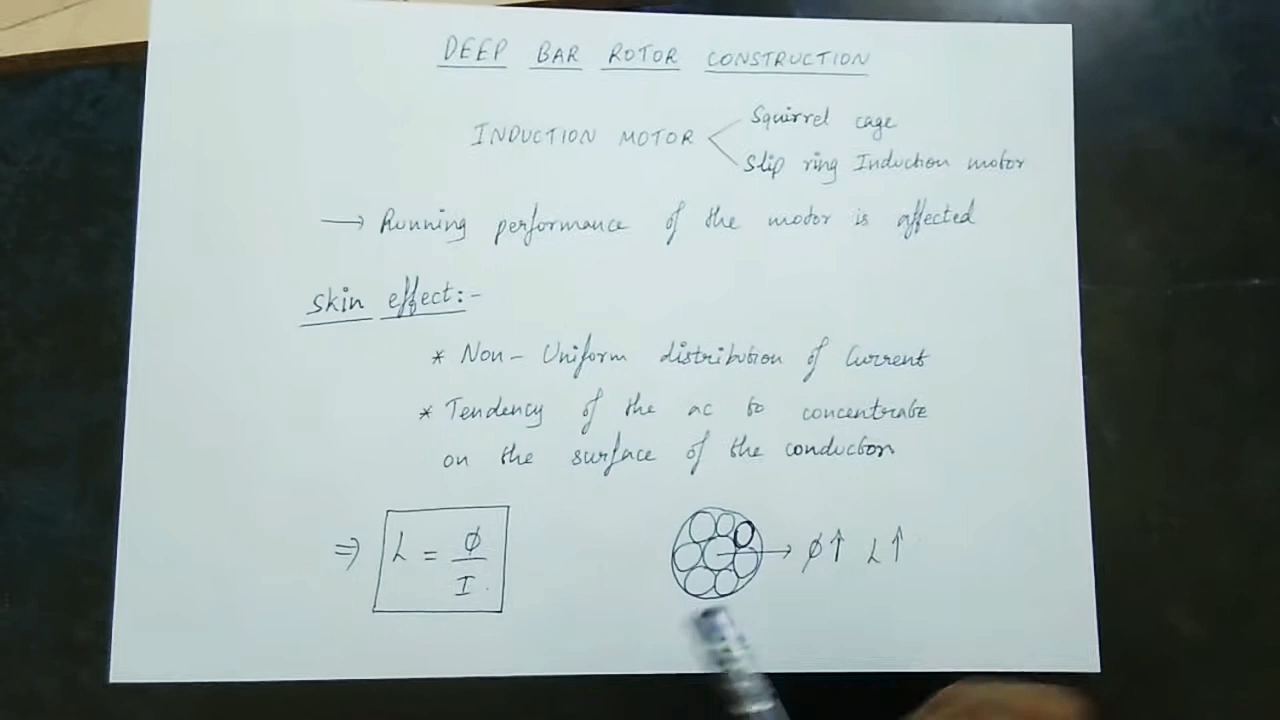 DEEP BAR ROTOR CONSTRUCTION
INDUCTION MOTOR
Squirrel cage
Slip ring Induction motor
→ Running performance of the motor is affected
Skin effect:-
* Non-Uniform distribution of Current
* Tendency of the ac to concentrate
on the surface of the conductor
⇒ L = ϕ / I
→ ϕ↑ L↑